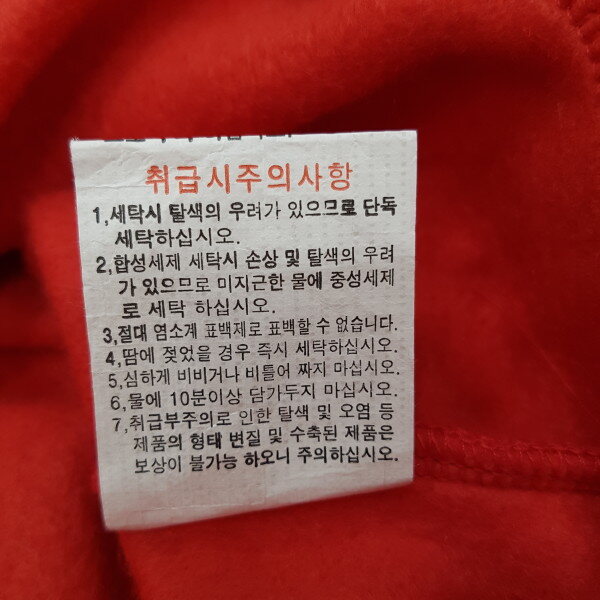 취급시주의사항
1,세탁시 탈색의 우려가 있으므로 단독
세탁하십시오.
2,합성세제 세탁시 손상 및 탈색의 우려
가 있으므로 미지근한 물에 중성세제
로 세탁 하십시오.
3,절대 염소계 표백제로 표백할 수 없습니다.
4,땀에 젖었을 경우 즉시 세탁하십시오.
5,심하게 비비거나 비틀어 짜지 마십시오.
6,물에 10분이상 담가두지 마십시오.
7,취급부주의로 인한 탈색 및 오염 등
제품의 형태 변질 및 수축된 제품은
보상이 불가능 하오니 주의하십시오.